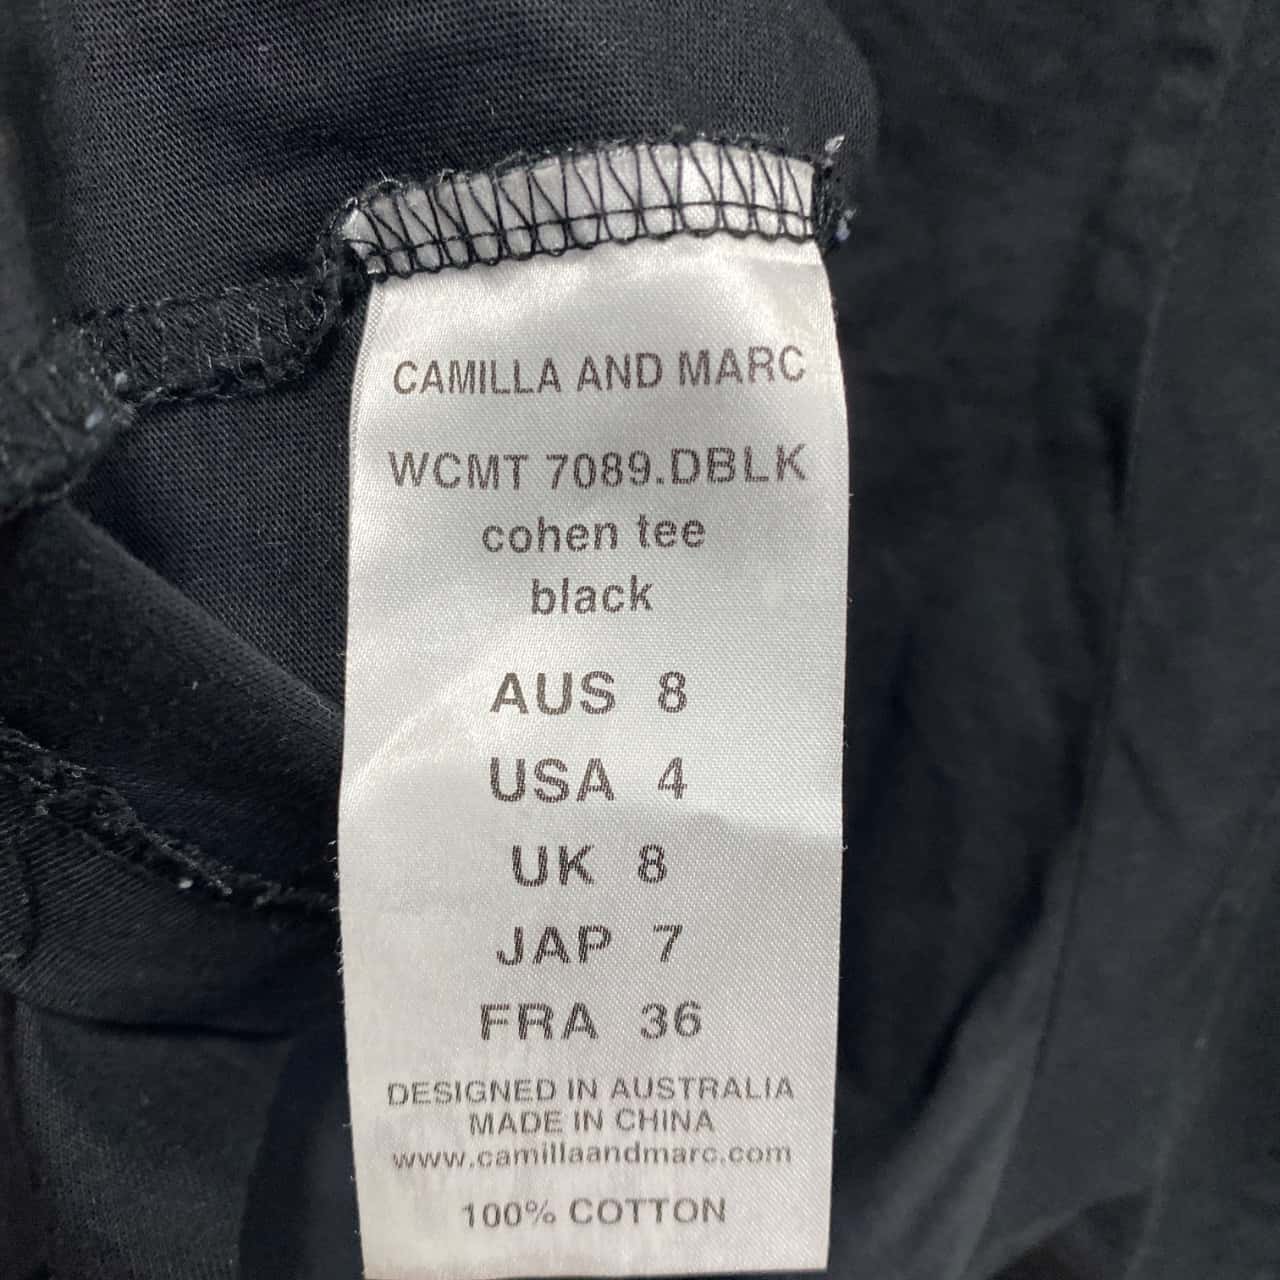 CAMILLA AND MARC
WCMT 7089.DBLK
cohen tee
black
AUS 8
USA 4
UK 8
JAP 7
FRA 36
DESIGNED IN AUSTRALIA
MADE IN CHINA
www.camillaandmarc.com
100% COTTON